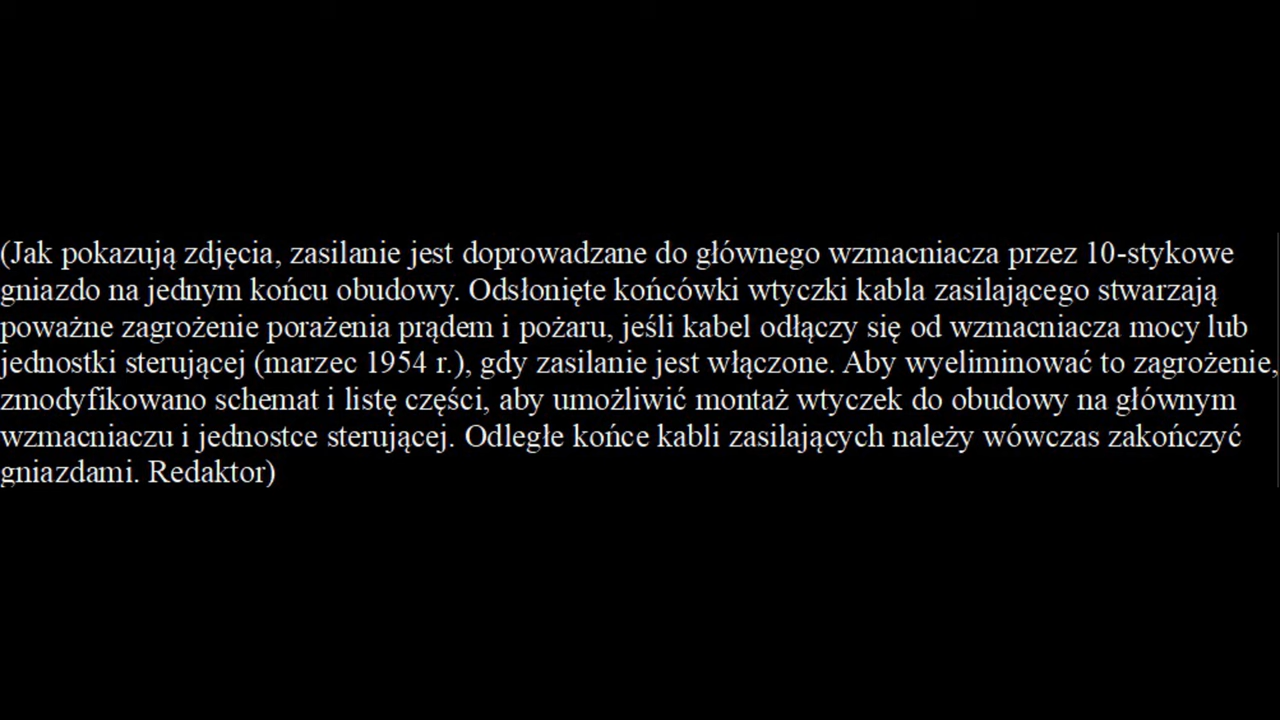 (Jak pokazują zdjęcia, zasilanie jest doprowadzane do głównego wzmacniacza przez 10-stykowe
gniazdo na jednym końcu obudowy. Odsłonięte końcówki wtyczki kabla zasilającego stwarzają
poważne zagrożenie porażenia prądem i pożaru, jeśli kabel odłączy się od wzmacniacza mocy lub
jednostki sterującej (marzec 1954 r.), gdy zasilanie jest włączone. Aby wyeliminować to zagrożenie,
zmodyfikowano schemat i listę części, aby umożliwić montaż wtyczek do obudowy na głównym
wzmacniaczu i jednostce sterującej. Odległe końce kabli zasilających należy wówczas zakończyć
gniazdami. Redaktor)